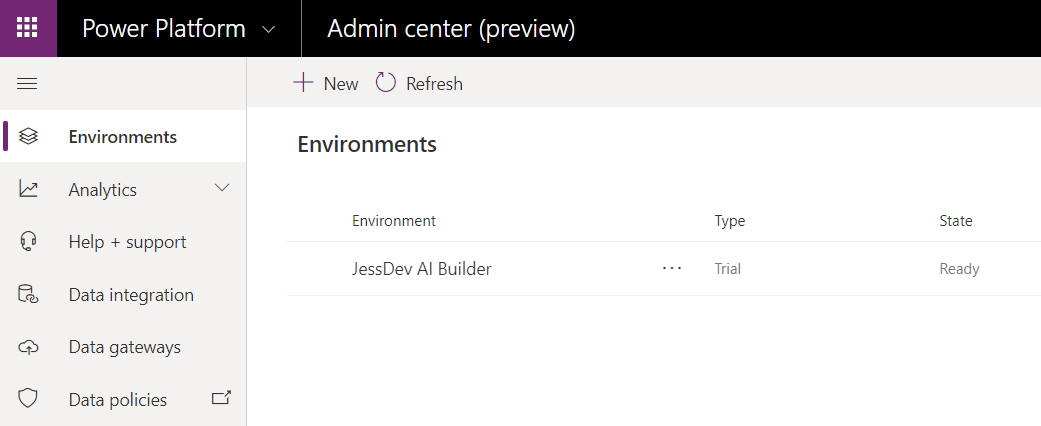 Power Platform
Admin center (preview)
New
Refresh
Environments
Analytics
Help + support
Data integration
Data gateways
Data policies
Environments
Environment Type State
JessDev AI Builder ... Trial Ready